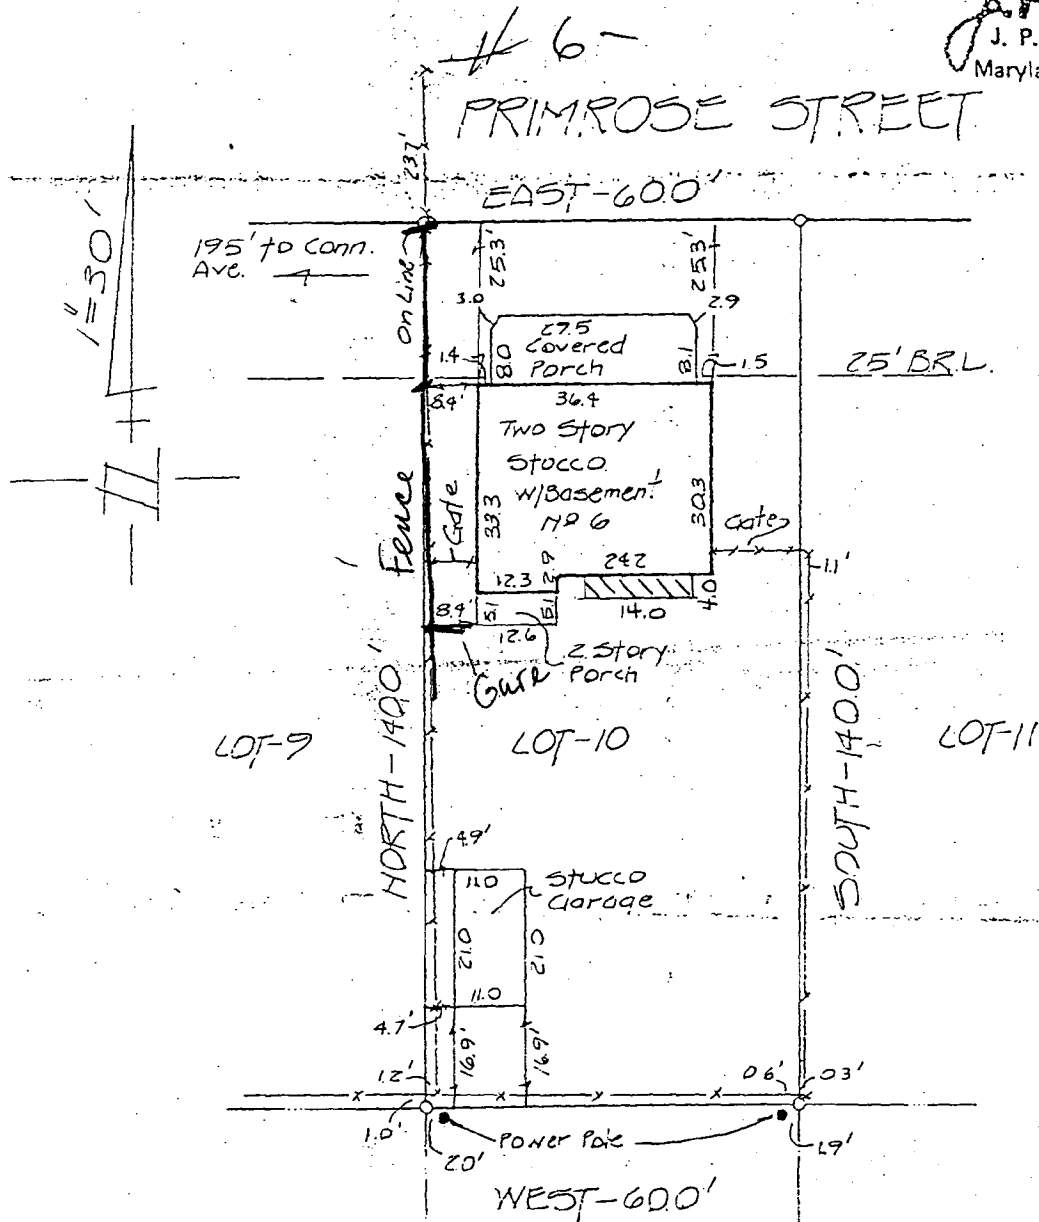 # 6 -
J. P.
Maryla
PRIMROSE STREET
23.7'
EAST-60.0'
1"=30'
195' to Conn.
Ave.
On Line
25.3'
25.3'
3.0
2.9
27.5
Covered
Porch
1.4
8.0
8.1
1.5
25' B.R.L.
8.4'
36.4
Two Story
Stucco
W/Basement
No 6
Fence
Gate
33.3
30.3
Gate
1.1'
12.3
2.9
24.2
8.4'
5.1
5.1
14.0
4.0
12.6
2 Story
Porch
Gate
NORTH-140.0'
SOUTH-140.0'
LOT-9
LOT-10
LOT-11
4.9'
11.0
Stucco
Garage
21.0
21.0
11.0
4.7'
16.9'
16.9'
1.2'
0.6'
0.3'
1.0'
2.0'
Power Pole
1.9'
WEST-60.0'